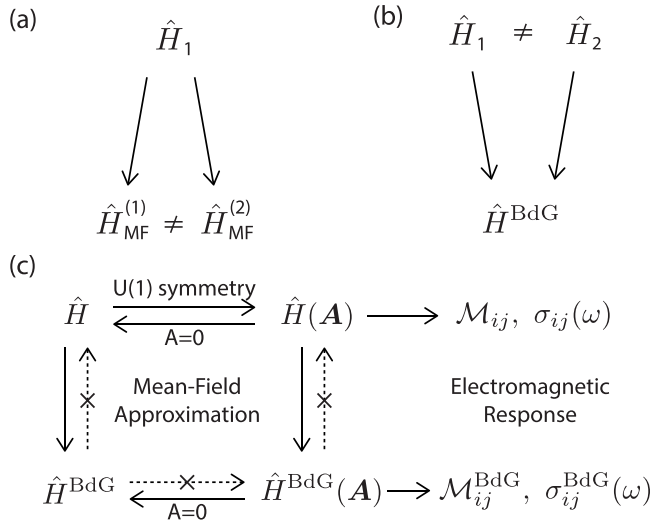 (a)
Ĥ₁
Ĥ_MF^(1) ≠ Ĥ_MF^(2)
(b)
Ĥ₁ ≠ Ĥ₂
Ĥ^BdG
(c)
Ĥ
U(1) symmetry
A=0
Ĥ(𝑨)
ℳ_ij, σ_ij(ω)
Mean-Field
Approximation
Electromagnetic
Response
Ĥ^BdG
A=0
Ĥ^BdG(𝑨)
ℳ_ij^BdG, σ_ij^BdG(ω)